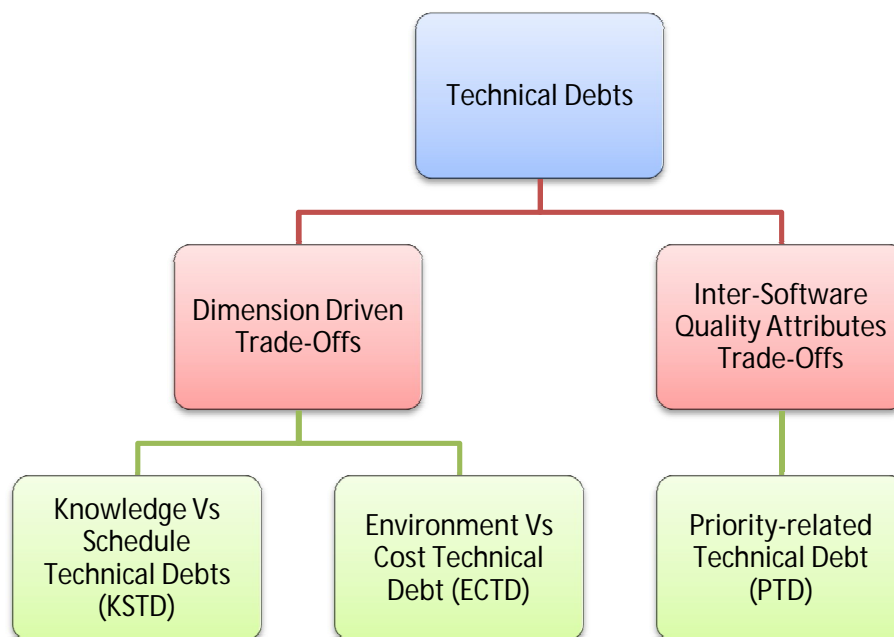 Technical Debts
Dimension Driven
Trade-Offs
Inter-Software
Quality Attributes
Trade-Offs
Knowledge Vs
Schedule
Technical Debts
(KSTD)
Environment Vs
Cost Technical
Debt (ECTD)
Priority-related
Technical Debt
(PTD)